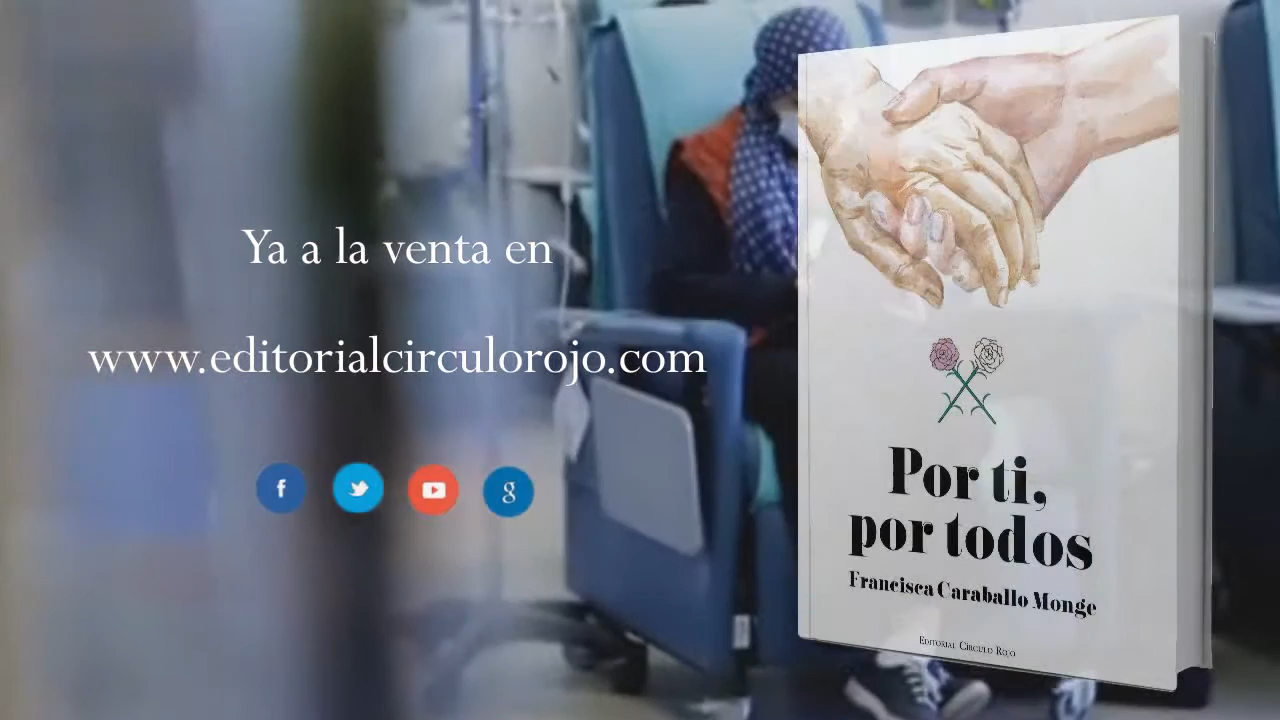 Ya a la venta en
www.editorialcirculorojo.com
f
g
Por ti,
por todos
Francisca Caraballo Monge
Editorial Círculo Rojo